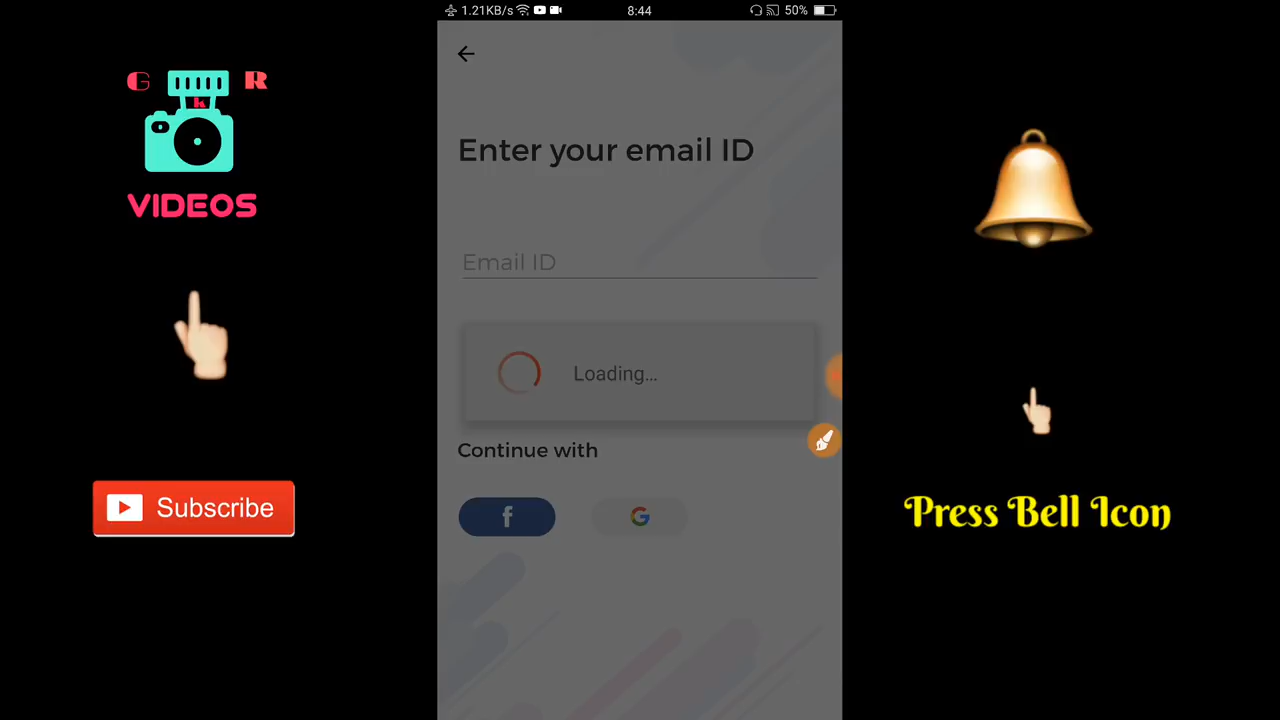 1.21KB/s 8:44 50%
G R
k
VIDEOS
Enter your email ID
Email ID
Loading...
Continue with
f G
Subscribe
Press Bell Icon